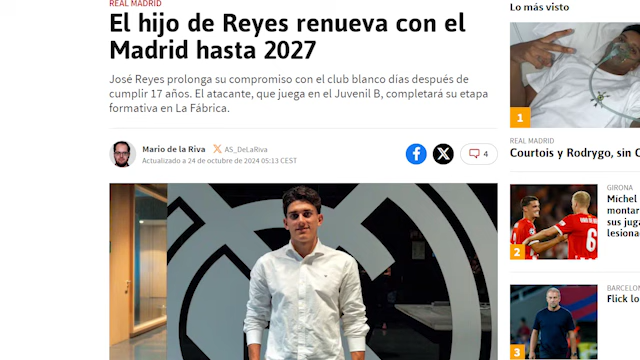 REAL MADRID
El hijo de Reyes renueva con el
Madrid hasta 2027
José Reyes prolonga su compromiso con el club blanco días después de
cumplir 17 años. El atacante, que juega en el Juvenil B, completará su etapa
formativa en La Fábrica.
Mario de la Riva
AS_DeLaRiva
Actualizado a 24 de octubre de 2024 05:13 CEST
4
Lo más visto
1
REAL MADRID
Courtois y Rodrygo, sin C
GIRONA
Míchel
montar
sus juga
lesionad
6
2
BARCELON
Flick lo
3